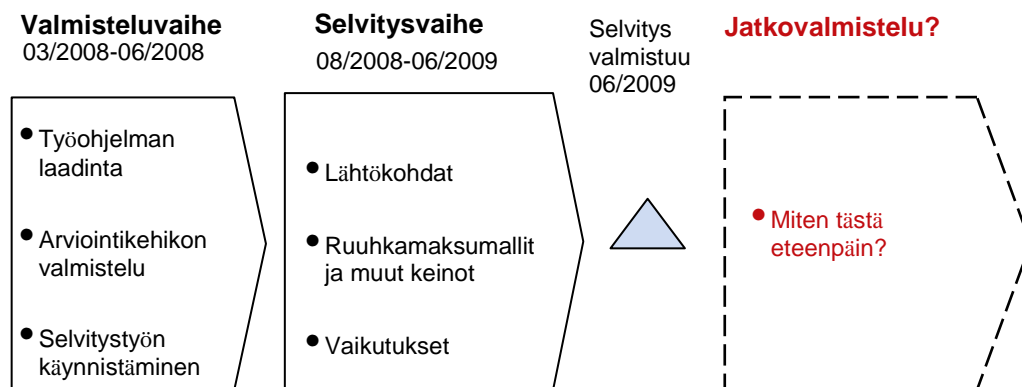 Valmisteluvaihe
03/2008-06/2008
• Työohjelman
laadinta
• Arviointikehikon
valmistelu
• Selvitystyön
käynnistäminen
Selvitysvaihe
08/2008-06/2009
• Lähtökohdat
• Ruuhkamaksumallit
ja muut keinot
• Vaikutukset
Selvitys
valmistuu
06/2009
Jatkovalmistelu?
• Miten tästä
eteenpäin?